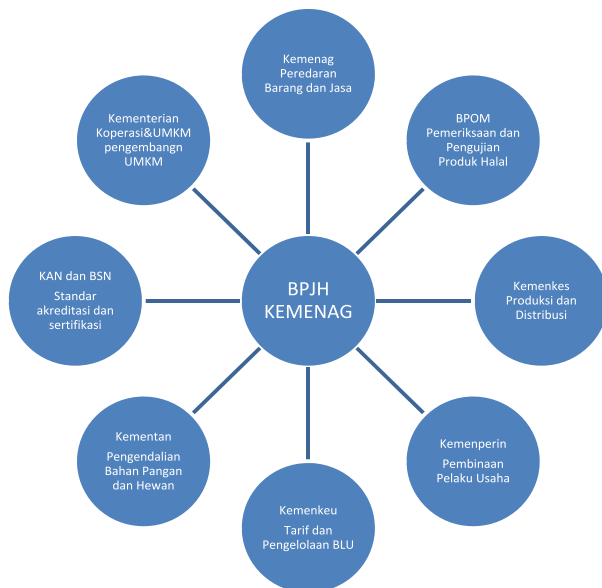 Kemenag
Peredaran
Barang dan Jasa
BPOM
Pemeriksaan dan
Pengujian
Produk Halal
Kemenkes
Produksi dan
Distribusi
Kemenperin
Pembinaan
Pelaku Usaha
Kemenkeu
Tarif dan
Pengelolaan BLU
Kementan
Pengendalian
Bahan Pangan
dan Hewan
KAN dan BSN
Standar
akreditasi dan
sertifikasi
Kementerian
Koperasi&UMKM
pengembangn
UMKM
BPJH
KEMENAG